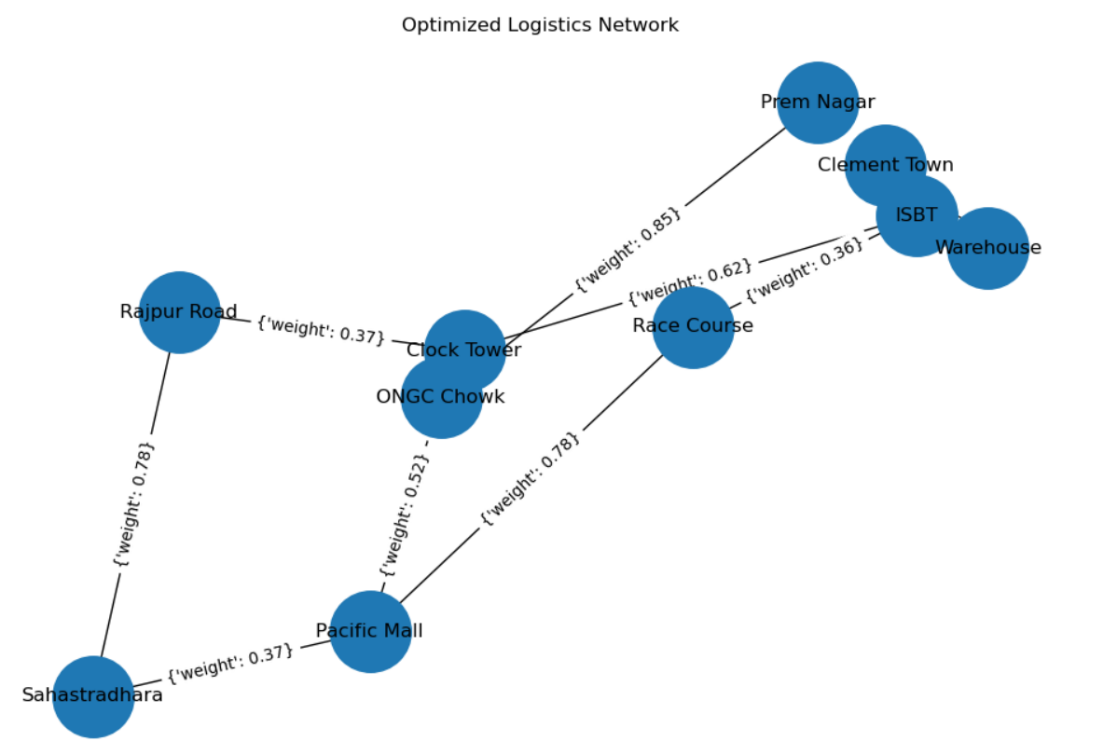 Optimized Logistics Network
Prem Nagar
Clement Town
ISBT
Warehouse
{'weight': 0.85}
{'weight': 0.62}
{'weight': 0.36}
Rajpur Road
{'weight': 0.37}
Clock Tower
Race Course
ONGC Chowk
{'weight': 0.78}
{'weight': 0.52}
{'weight': 0.78}
Pacific Mall
{'weight': 0.37}
Sahastradhara